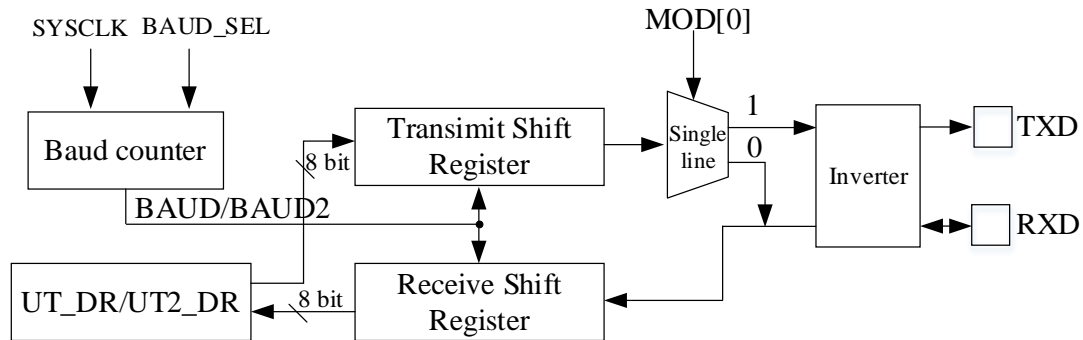 SYSCLK BAUD_SEL
MOD[0]
Baud counter
8 bit
Transimit Shift
Register
Single
line
1
0
Inverter
TXD
RXD
BAUD/BAUD2
UT_DR/UT2_DR
8 bit
Receive Shift
Register